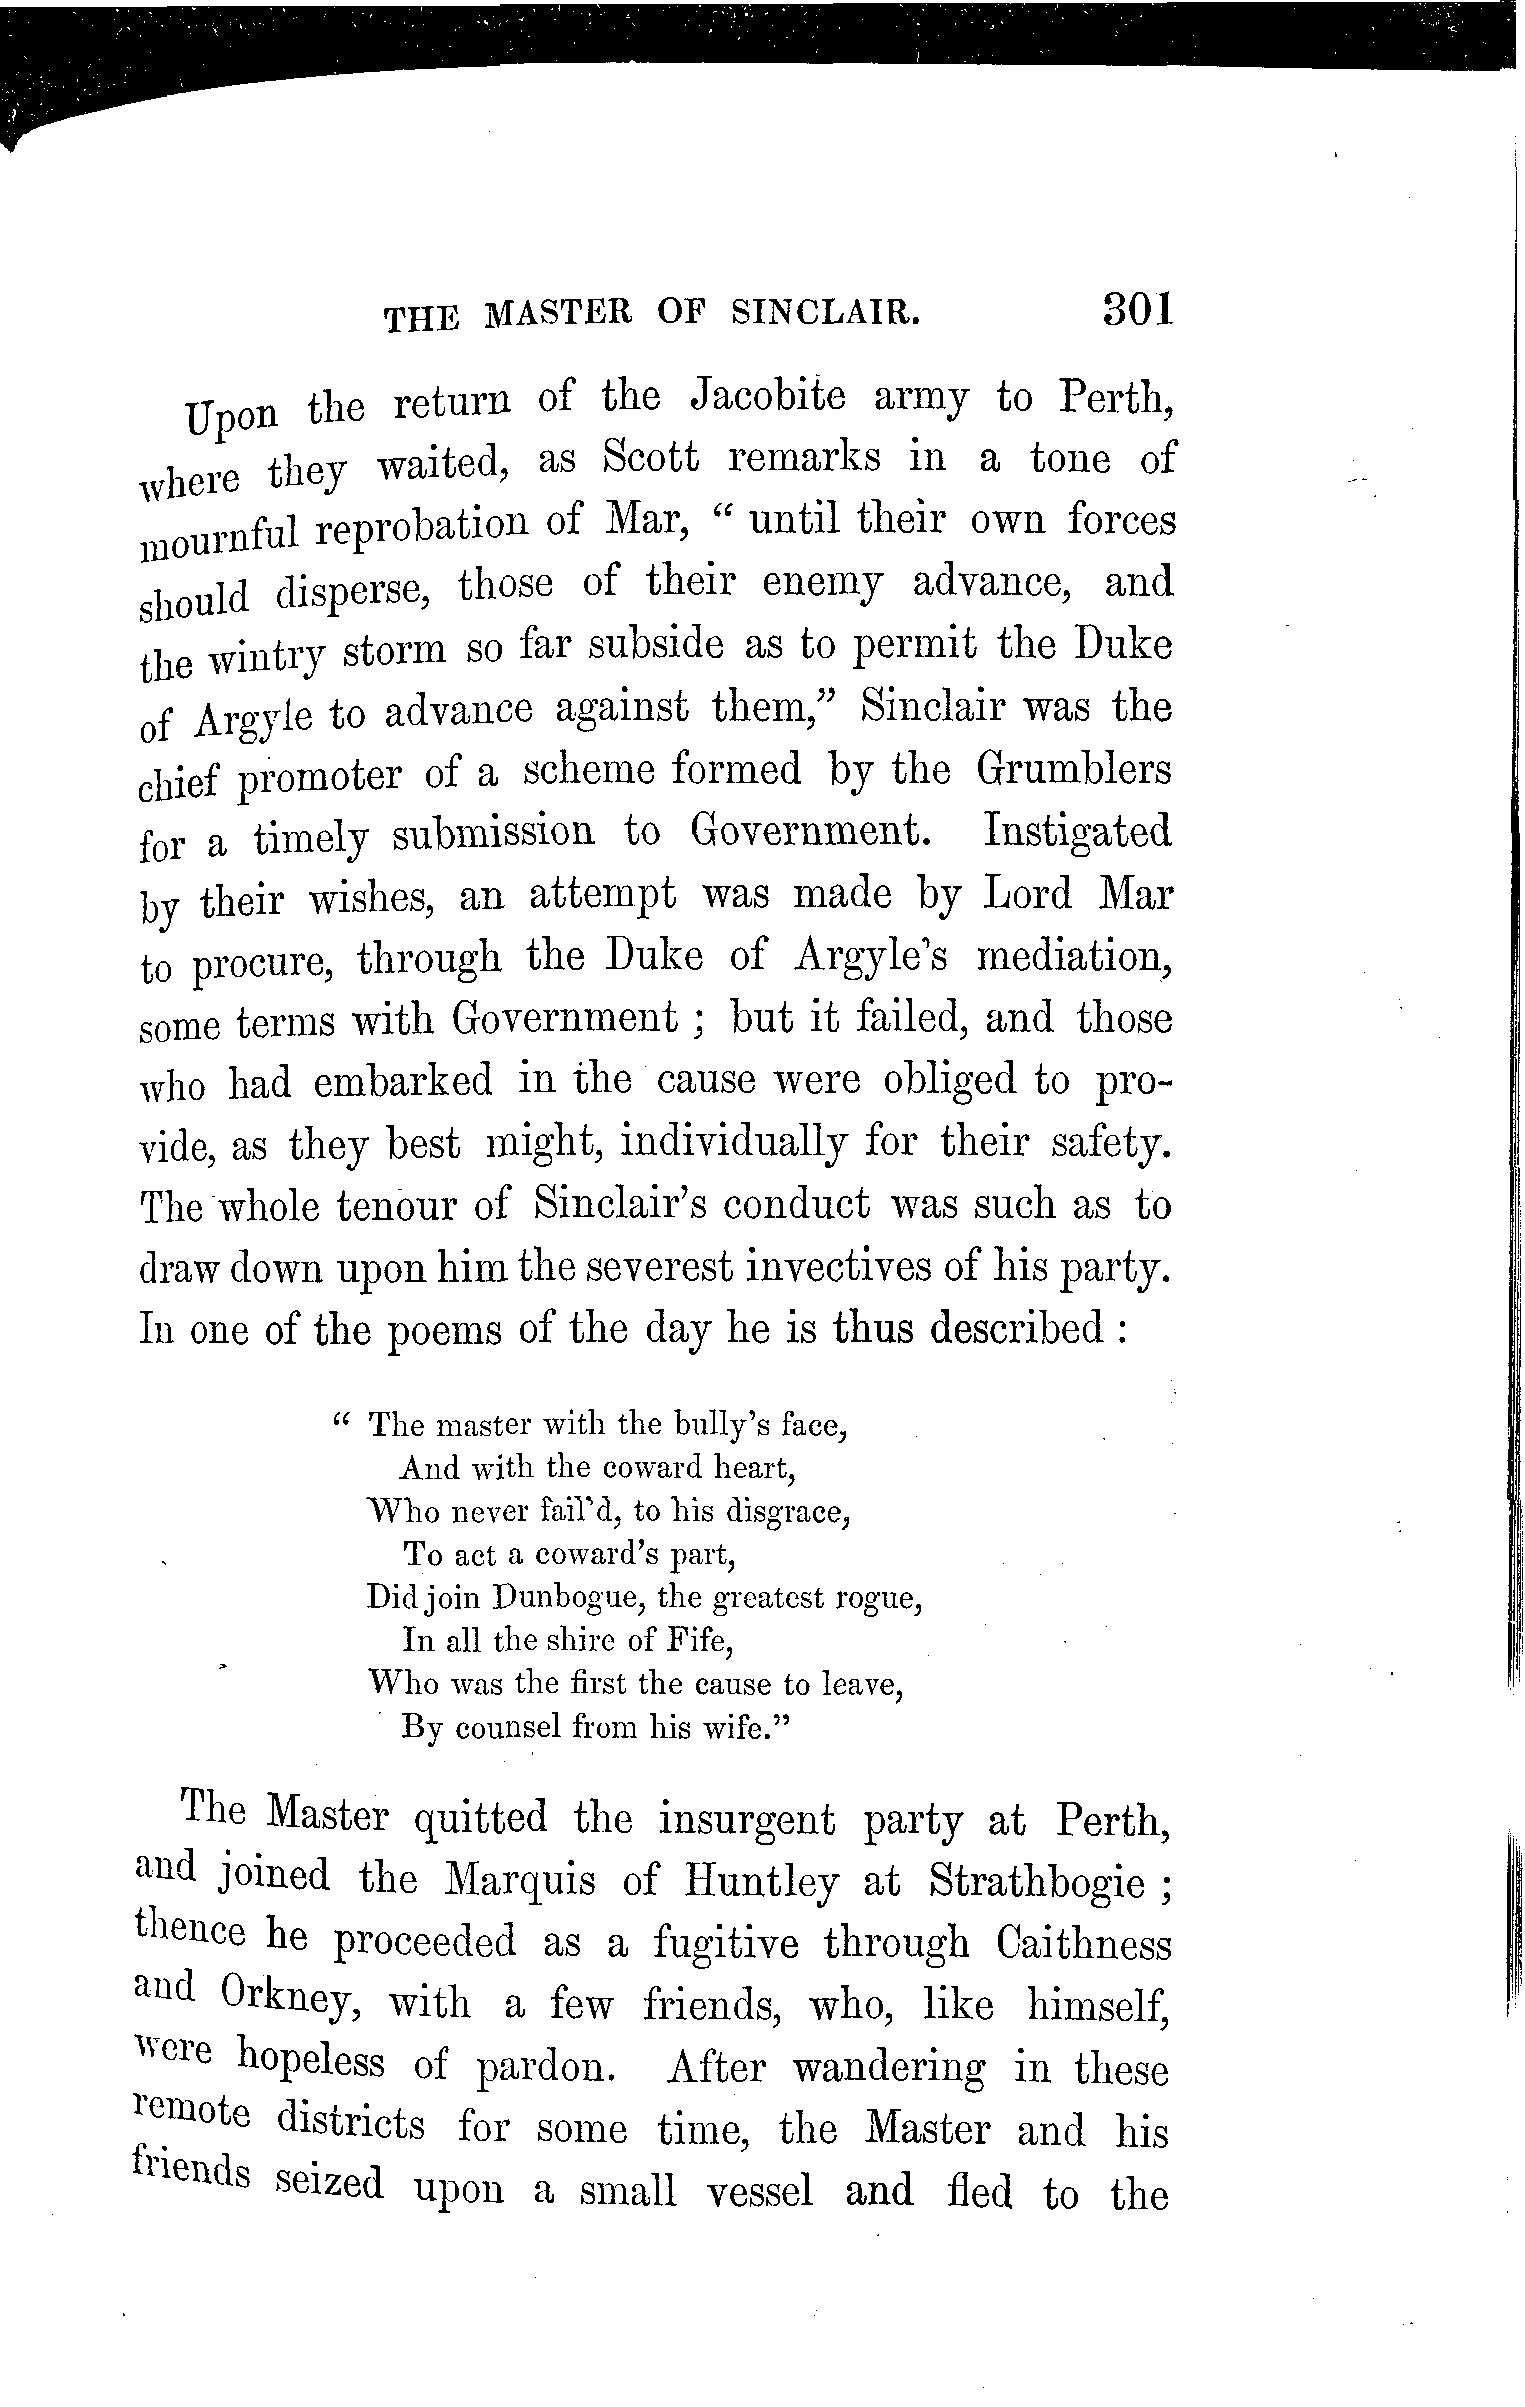 THE MASTER OF SINCLAIR. 301
Upon the return of the Jacobite army to Perth,
where they waited, as Scott remarks in a tone of
mournful reprobation of Mar, “ until their own forces
should disperse, those of their enemy advance, and
the wintry storm so far subside as to permit the Duke
of Argyle to advance against them,” Sinclair was the
chief promoter of a scheme formed by the Grumblers
for a timely submission to Government. Instigated
by their wishes, an attempt was made by Lord Mar
to procure, through the Duke of Argyle’s mediation,
some terms with Government ; but it failed, and those
who had embarked in the cause were obliged to pro-
vide, as they best might, individually for their safety.
The whole tenour of Sinclair’s conduct was such as to
draw down upon him the severest invectives of his party.
In one of the poems of the day he is thus described :
“ The master with the bully’s face,
And with the coward heart,
Who never fail’d, to his disgrace,
To act a coward’s part,
Did join Dunbogue, the greatest rogue,
In all the shire of Fife,
Who was the first the cause to leave,
By counsel from his wife.”
The Master quitted the insurgent party at Perth,
and joined the Marquis of Huntley at Strathbogie ;
thence he proceeded as a fugitive through Caithness
and Orkney, with a few friends, who, like himself,
were hopeless of pardon. After wandering in these
remote districts for some time, the Master and his
friends seized upon a small vessel and fled to the